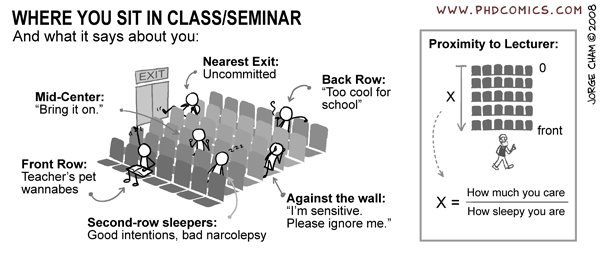 WHERE YOU SIT IN CLASS/SEMINAR
And what it says about you:
WWW.PHDCOMICS.COM
JORGE CHAM © 2008
EXIT
Nearest Exit:
Uncommitted
Back Row:
"Too cool for
school"
Mid-Center:
"Bring it on."
Front Row:
Teacher's pet
wannabes
zzz
Second-row sleepers:
Good intentions, bad narcolepsy
Against the wall:
"I'm sensitive.
Please ignore me."
Proximity to Lecturer:
0
X
front
X = How much you care
How sleepy you are